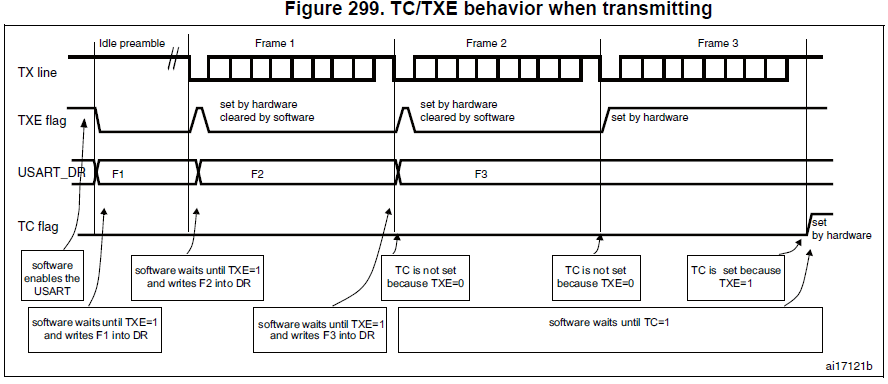 Figure 299. TC/TXE behavior when transmitting
Idle preamble
Frame 1
Frame 2
Frame 3
TX line
TXE flag
set by hardware
cleared by software
set by hardware
cleared by software
set by hardware
USART_DR
F1
F2
F3
TC flag
set
by hardware
software
enables the
USART
software waits until TXE=1
and writes F2 into DR
TC is not set
because TXE=0
TC is not set
because TXE=0
TC is set because
TXE=1
software waits until TXE=1
and writes F1 into DR
software waits until TXE=1
and writes F3 into DR
software waits until TC=1
ai17121b